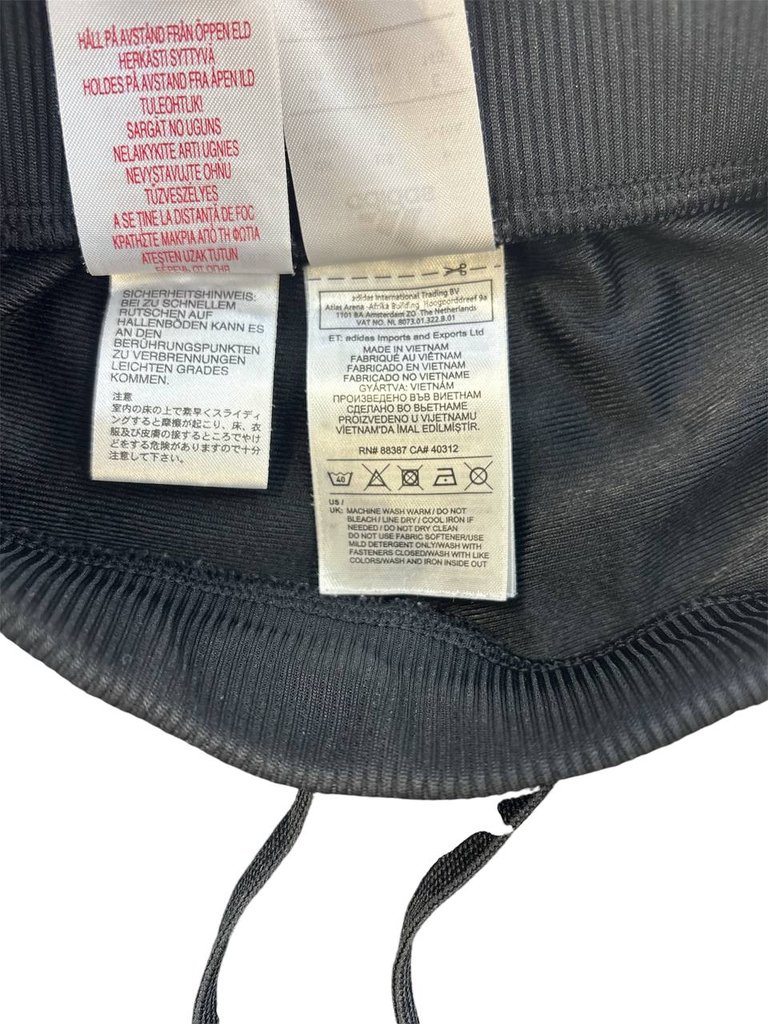 HÅLL PÅ AVSTÅND FRÅN ÖPPEN ELD
HERKÄSTI SYTTYVÄ
HOLDES PÅ AVSTAND FRA ÅPEN ILD
TULEOHTLIK!
SARGĀT NO UGUNS
NELAIKYKITE ARTI UGNIES
NEVYSTAVUJTE OHŇU
TŰZVESZÉLYES
A SE ȚINE LA DISTANȚĂ DE FOC
ΚΡΑΤΗΣΤΕ ΜΑΚΡΙΑ ΑΠΟ ΤΗ ΦΩΤΙΑ
ATEŞTEN UZAK TUTUN
SICHERHEITSHINWEIS:
BEI ZU SCHNELLEM
RUTSCHEN AUF
HALLENBÖDEN KANN ES
AN DEN
BERÜHRUNGSPUNKTEN
ZU VERBRENNUNGEN
LEICHTEN GRADES
KOMMEN.
注意
室内の床の上で素早くスライディ
ングすると摩擦が起こり、床、衣
服及び皮膚の接するところでやけ
どをする危険がありますので十分
注意して下さい。
adidas International Trading BV
Atlas Arena -Afrika Building Hoogoorddreef 9a
1101 BA Amsterdam ZO The Netherlands
VAT NO. NL 8073.01.322.B.01
ET: adidas Imports and Exports Ltd
MADE IN VIETNAM
FABRIQUÉ AU VIÊTNAM
FABRICADO EN VIETNAM
FABRICADO NO VIETNAME
GYÁRTVA: VIETNÁM
ПРОИЗВЕДЕНО ВЪВ ВИЕТНАМ
СДЕЛАНО ВО ВЬЕТНАМЕ
PROIZVEDENO U VIJETNAMU
VIETNAM'DA İMAL EDİLMİŞTİR.
RN# 88387 CA# 40312
40
US /
UK: MACHINE WASH WARM / DO NOT
BLEACH / LINE DRY / COOL IRON IF
NEEDED / DO NOT DRY CLEAN
DO NOT USE FABRIC SOFTENER/USE
MILD DETERGENT ONLY/WASH WITH
FASTENERS CLOSED/WASH WITH LIKE
COLORS/WASH AND IRON INSIDE OUT